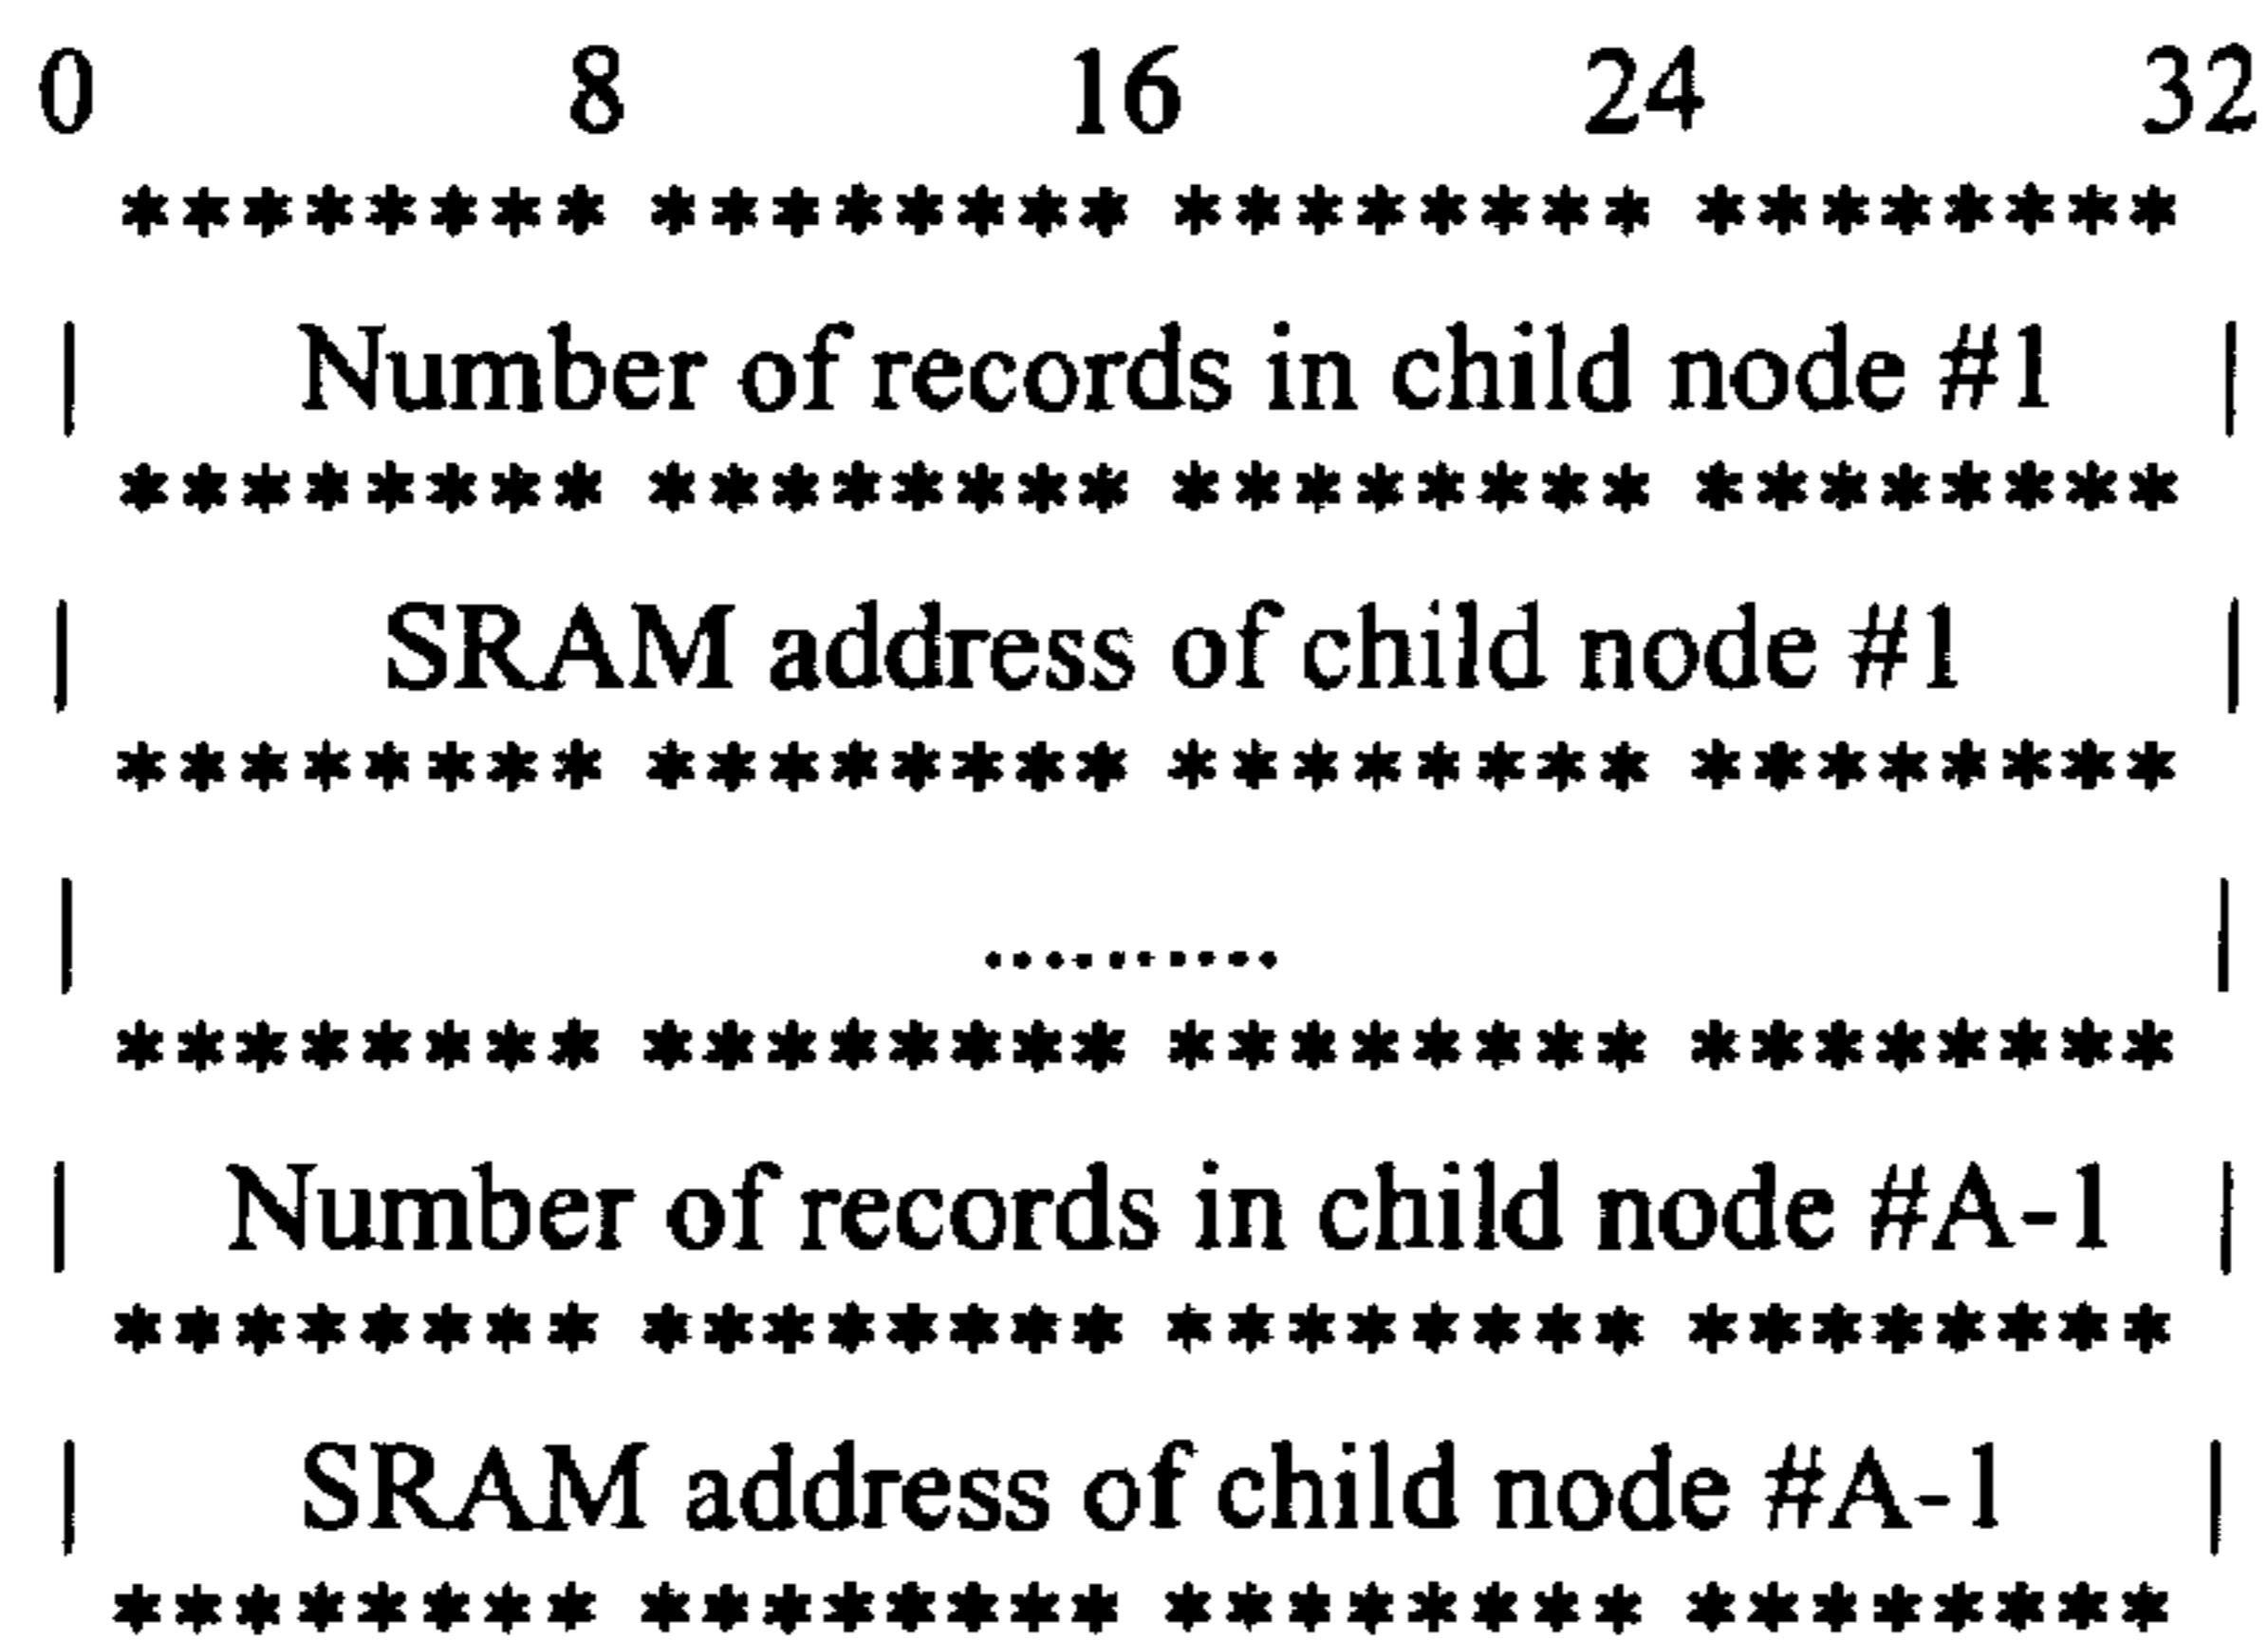 0 8 16 24 32
******** ******** ******** ********
| Number of records in child node #1 |
******** ******** ******** ********
| SRAM address of child node #1 |
******** ******** ******** ********
| .......... |
******** ******** ******** ********
| Number of records in child node #A-1 |
******** ******** ******** ********
| SRAM address of child node #A-1 |
******** ******** ******** ********